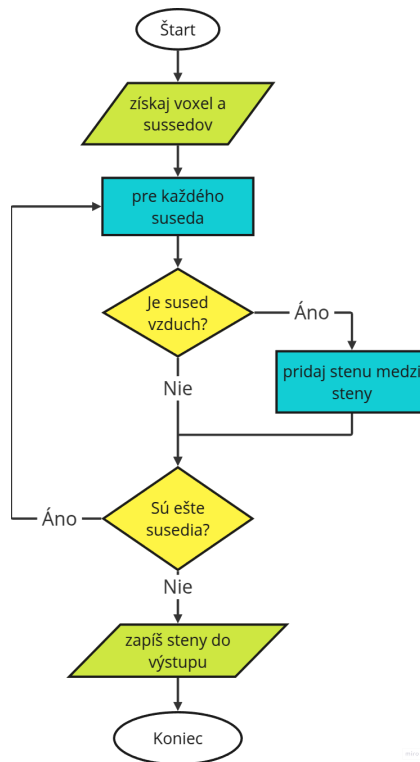 Štart
získaj voxel a
sussedov
pre každého
suseda
Je sused
vzduch?
Áno
pridaj stenu medzi
steny
Nie
Sú ešte
susedia?
Áno
Nie
zapíš steny do
výstupu
Koniec
miro